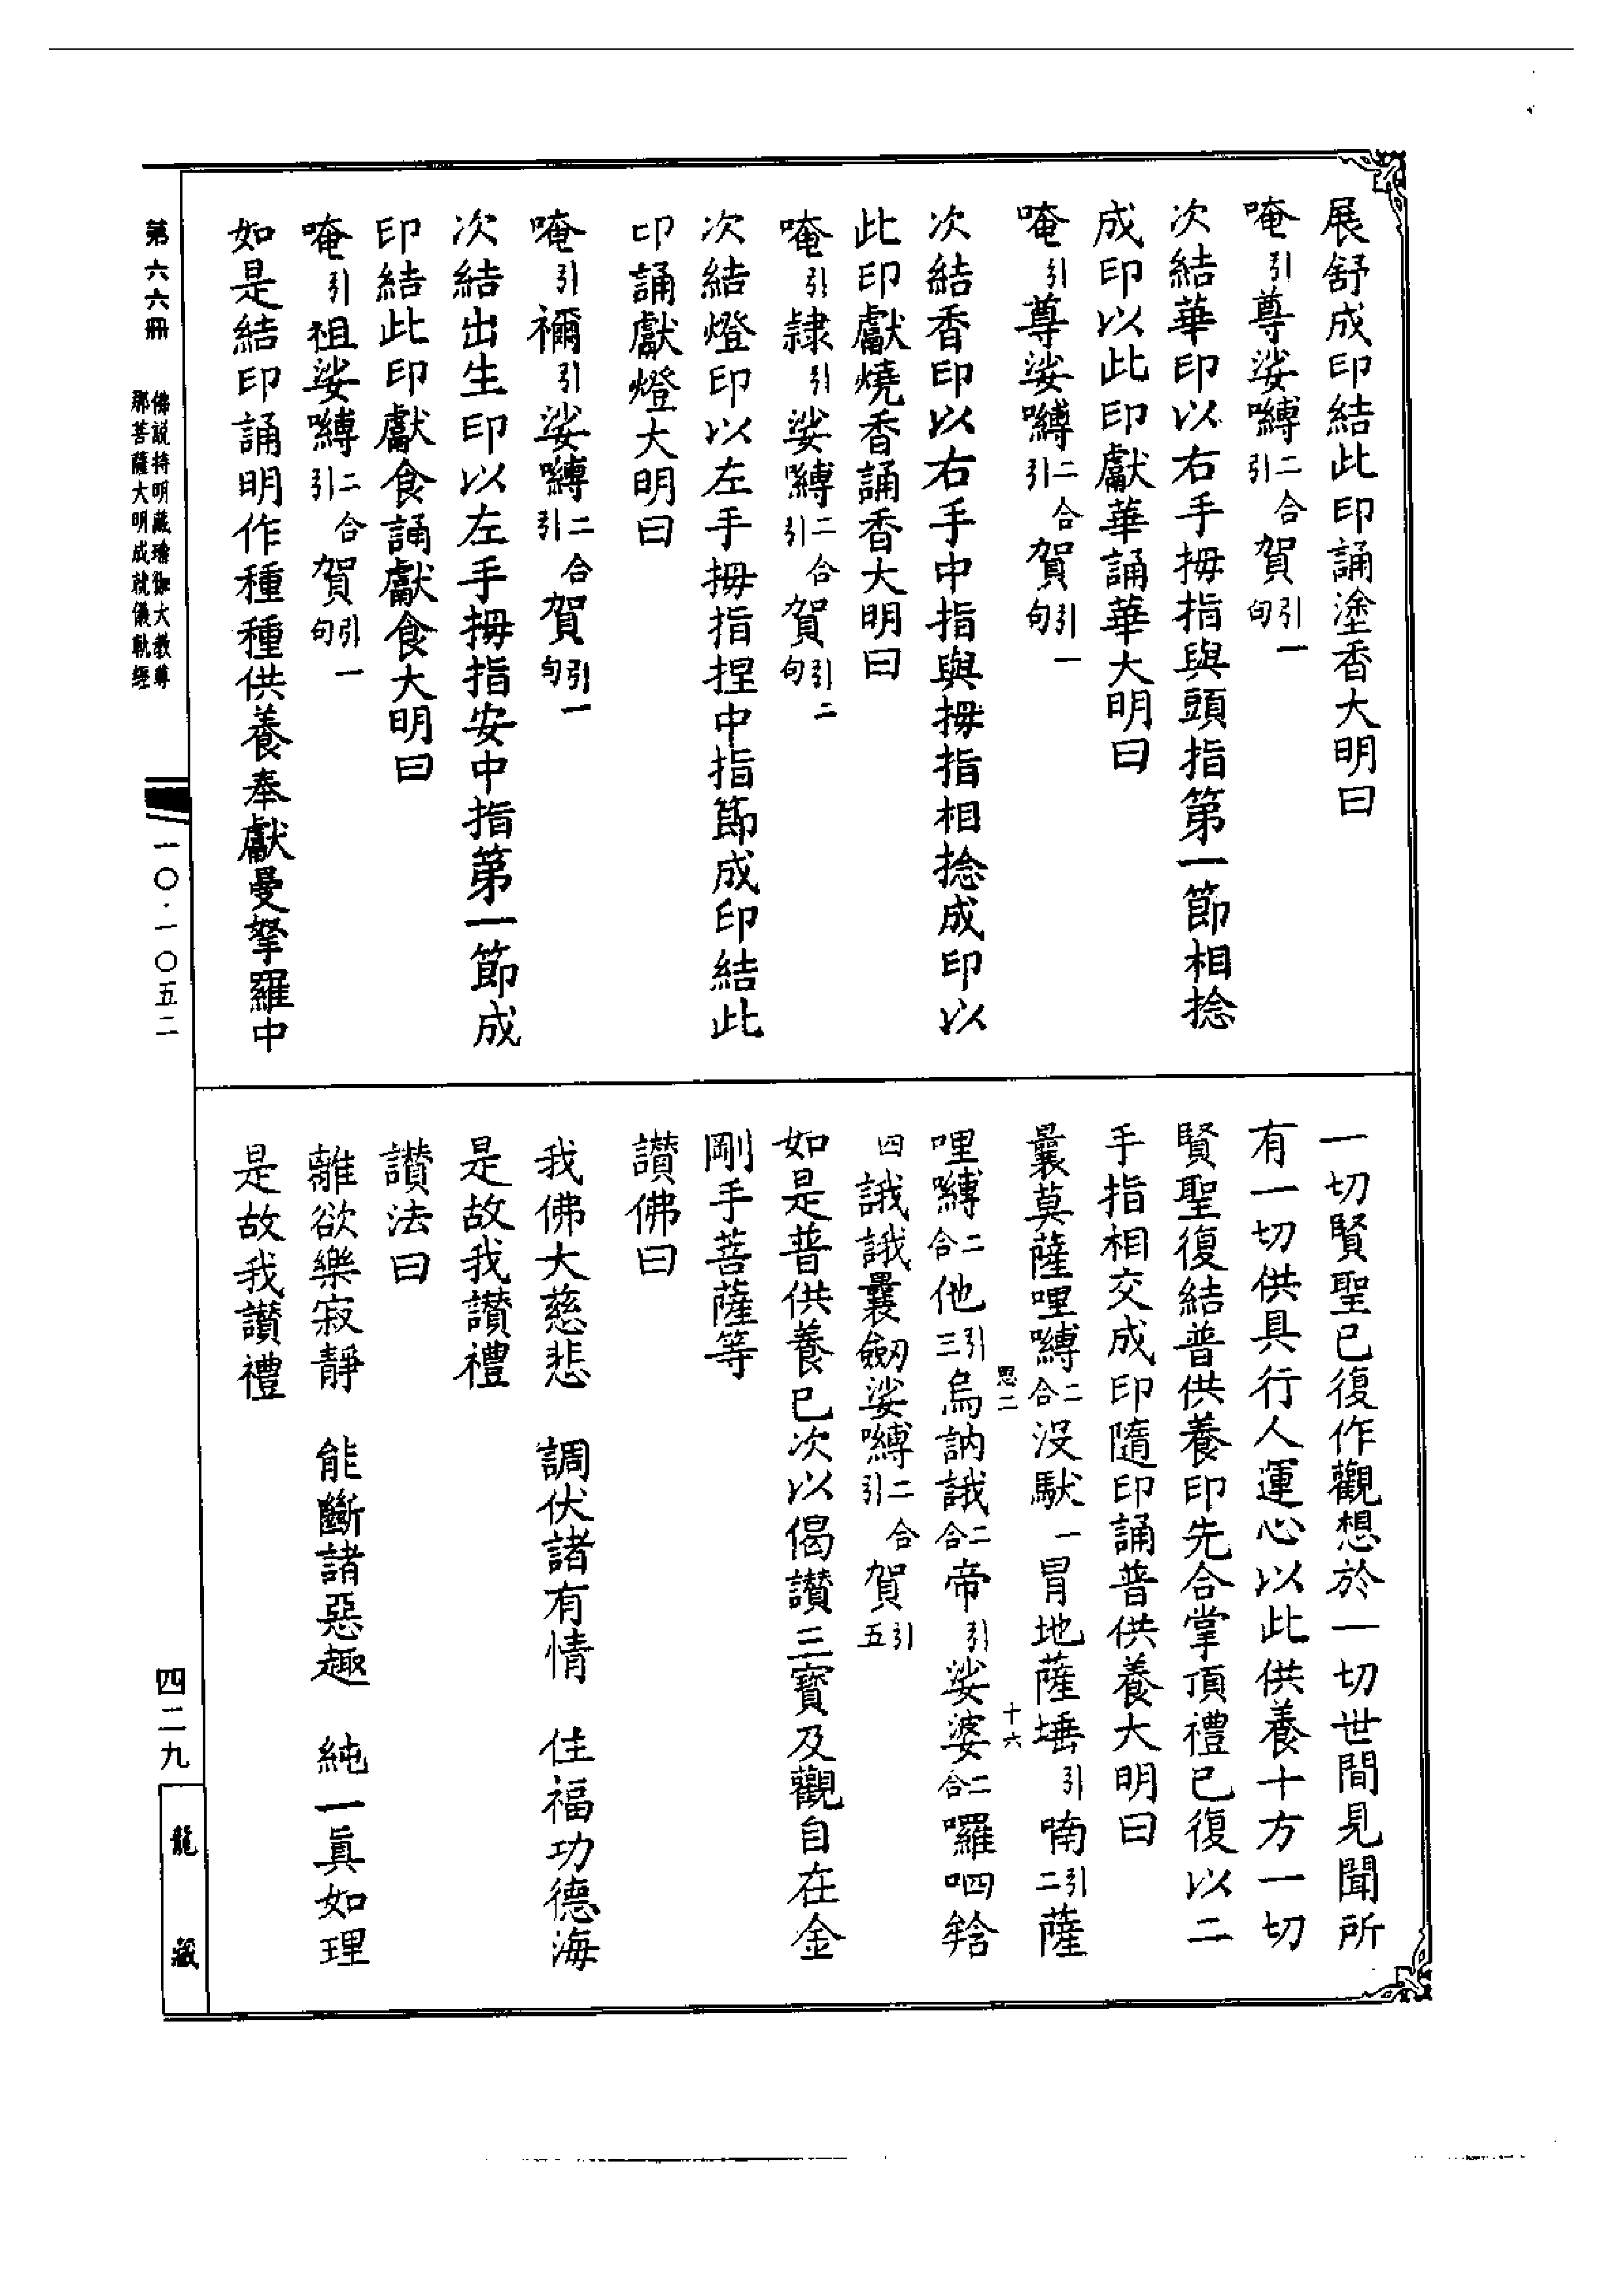 展舒成印結此印誦塗香大明曰
唵引尊娑嚩二合引賀引一句
次結華印以右手拇指與頭指第一節相捻
成印以此印獻華誦華大明曰
唵引尊娑嚩二合引賀引一句
次結香印以右手中指與拇指相捻成印以
此印獻燒香誦香大明曰
唵引隸引娑嚩二合引賀引二句
次結燈印以左手拇指捏中指節成印結此
印誦獻燈大明曰
唵引禰引娑嚩二合引賀引一句
次結出生印以左手拇指安中指第一節成
印結此印獻食誦獻食大明曰
唵引祖娑嚩二合引賀引一句
如是結印誦明作種種供養奉獻曼拏羅中
一切賢聖已復作觀想於一切世間見聞所
有一切供具行人運心以此供養十方一切
賢聖復結普供養印先合掌頂禮已復以二
手指相交成印隨印誦普供養大明曰
曩莫薩哩嚩二合沒馱一冒地薩埵引喃引二薩
思二
十六
哩嚩二合他引三烏訥誐二合帝引娑婆二合囉呬𤚥
四誐誐曩劒娑嚩二合引賀引五
如是普供養已次以偈讚三寶及觀自在金
剛手菩薩等
讚佛曰
我佛大慈悲　調伏諸有情　住福功德海
是故我讚禮
讚法曰
離欲樂寂靜　能斷諸惡趣　純一真如理
是故我讚禮
第六六冊
佛說持明藏瑜伽大教尊
那菩薩大明成就儀軌經
一〇·一〇五二
四二九
龍藏